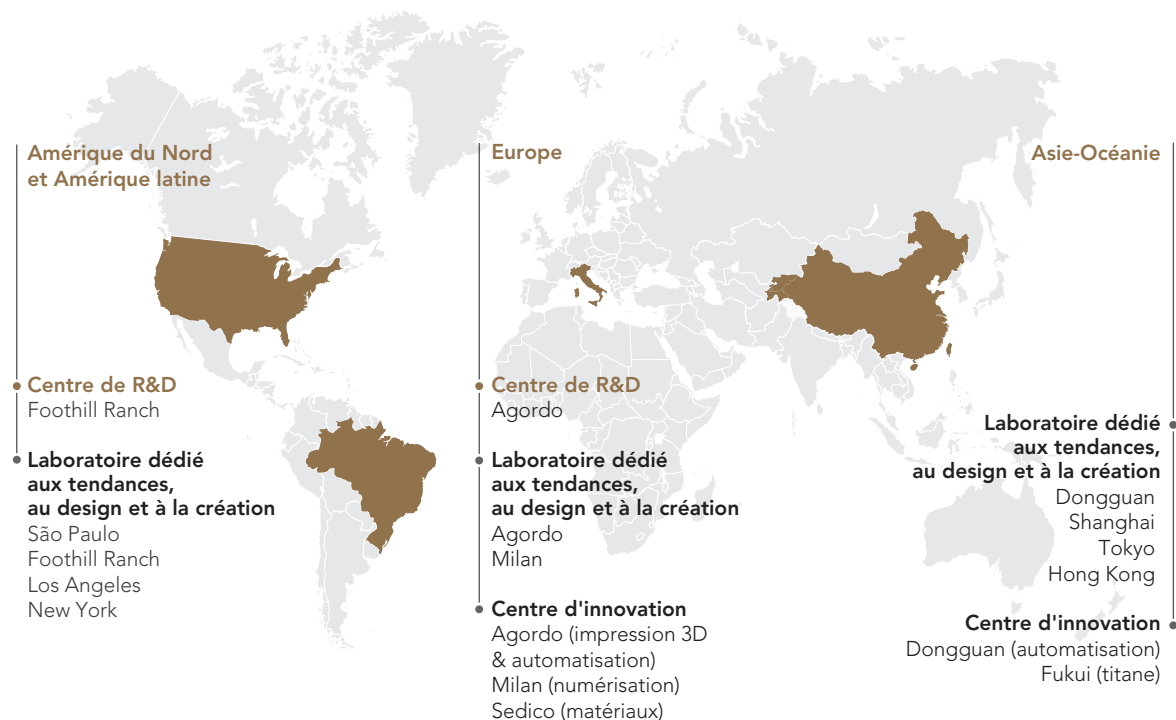 Amérique du Nord
et Amérique latine
Centre de R&D
Foothill Ranch
Laboratoire dédié
aux tendances,
au design et à la création
São Paulo
Foothill Ranch
Los Angeles
New York
Europe
Centre de R&D
Agordo
Laboratoire dédié
aux tendances,
au design et à la création
Agordo
Milan
Centre d'innovation
Agordo (impression 3D
& automatisation)
Milan (numérisation)
Sedico (matériaux)
Asie-Océanie
Laboratoire dédié
aux tendances,
au design et à la création
Dongguan
Shanghai
Tokyo
Hong Kong
Centre d'innovation
Dongguan (automatisation)
Fukui (titane)